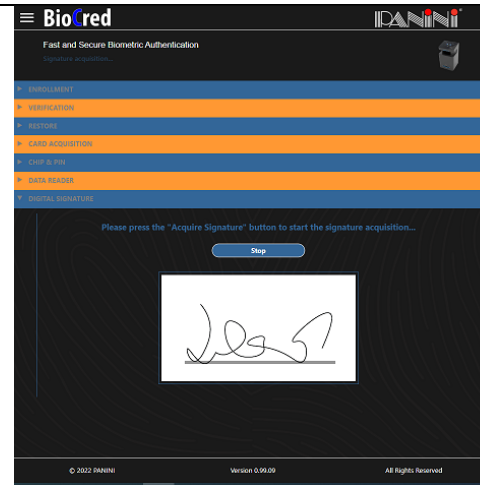 BioCred
PANINI
Fast and Secure Biometric Authentication
Signature acquisition...
ENROLLMENT
VERIFICATION
RESTORE
CARD ACQUISITION
CHIP & PIN
DATA READER
DIGITAL SIGNATURE
Please press the "Acquire Signature" button to start the signature acquisition...
Stop
© 2022 PANINI
Version 0.99.09
All Rights Reserved